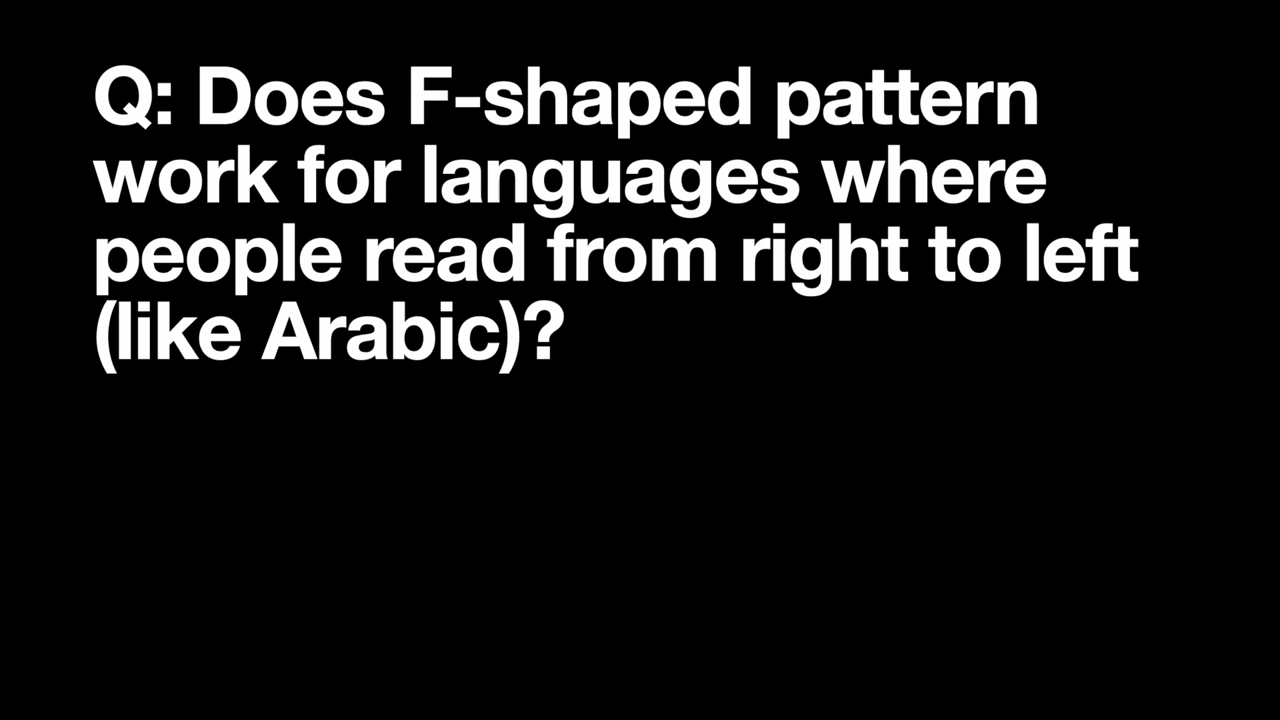 Q: Does F-shaped pattern
work for languages where
people read from right to left
(like Arabic)?